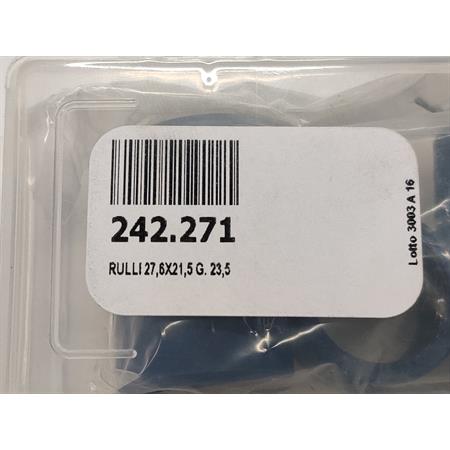 242.271
RULLI 27,6X21,5 G. 23,5
Lotto 3003 A 16